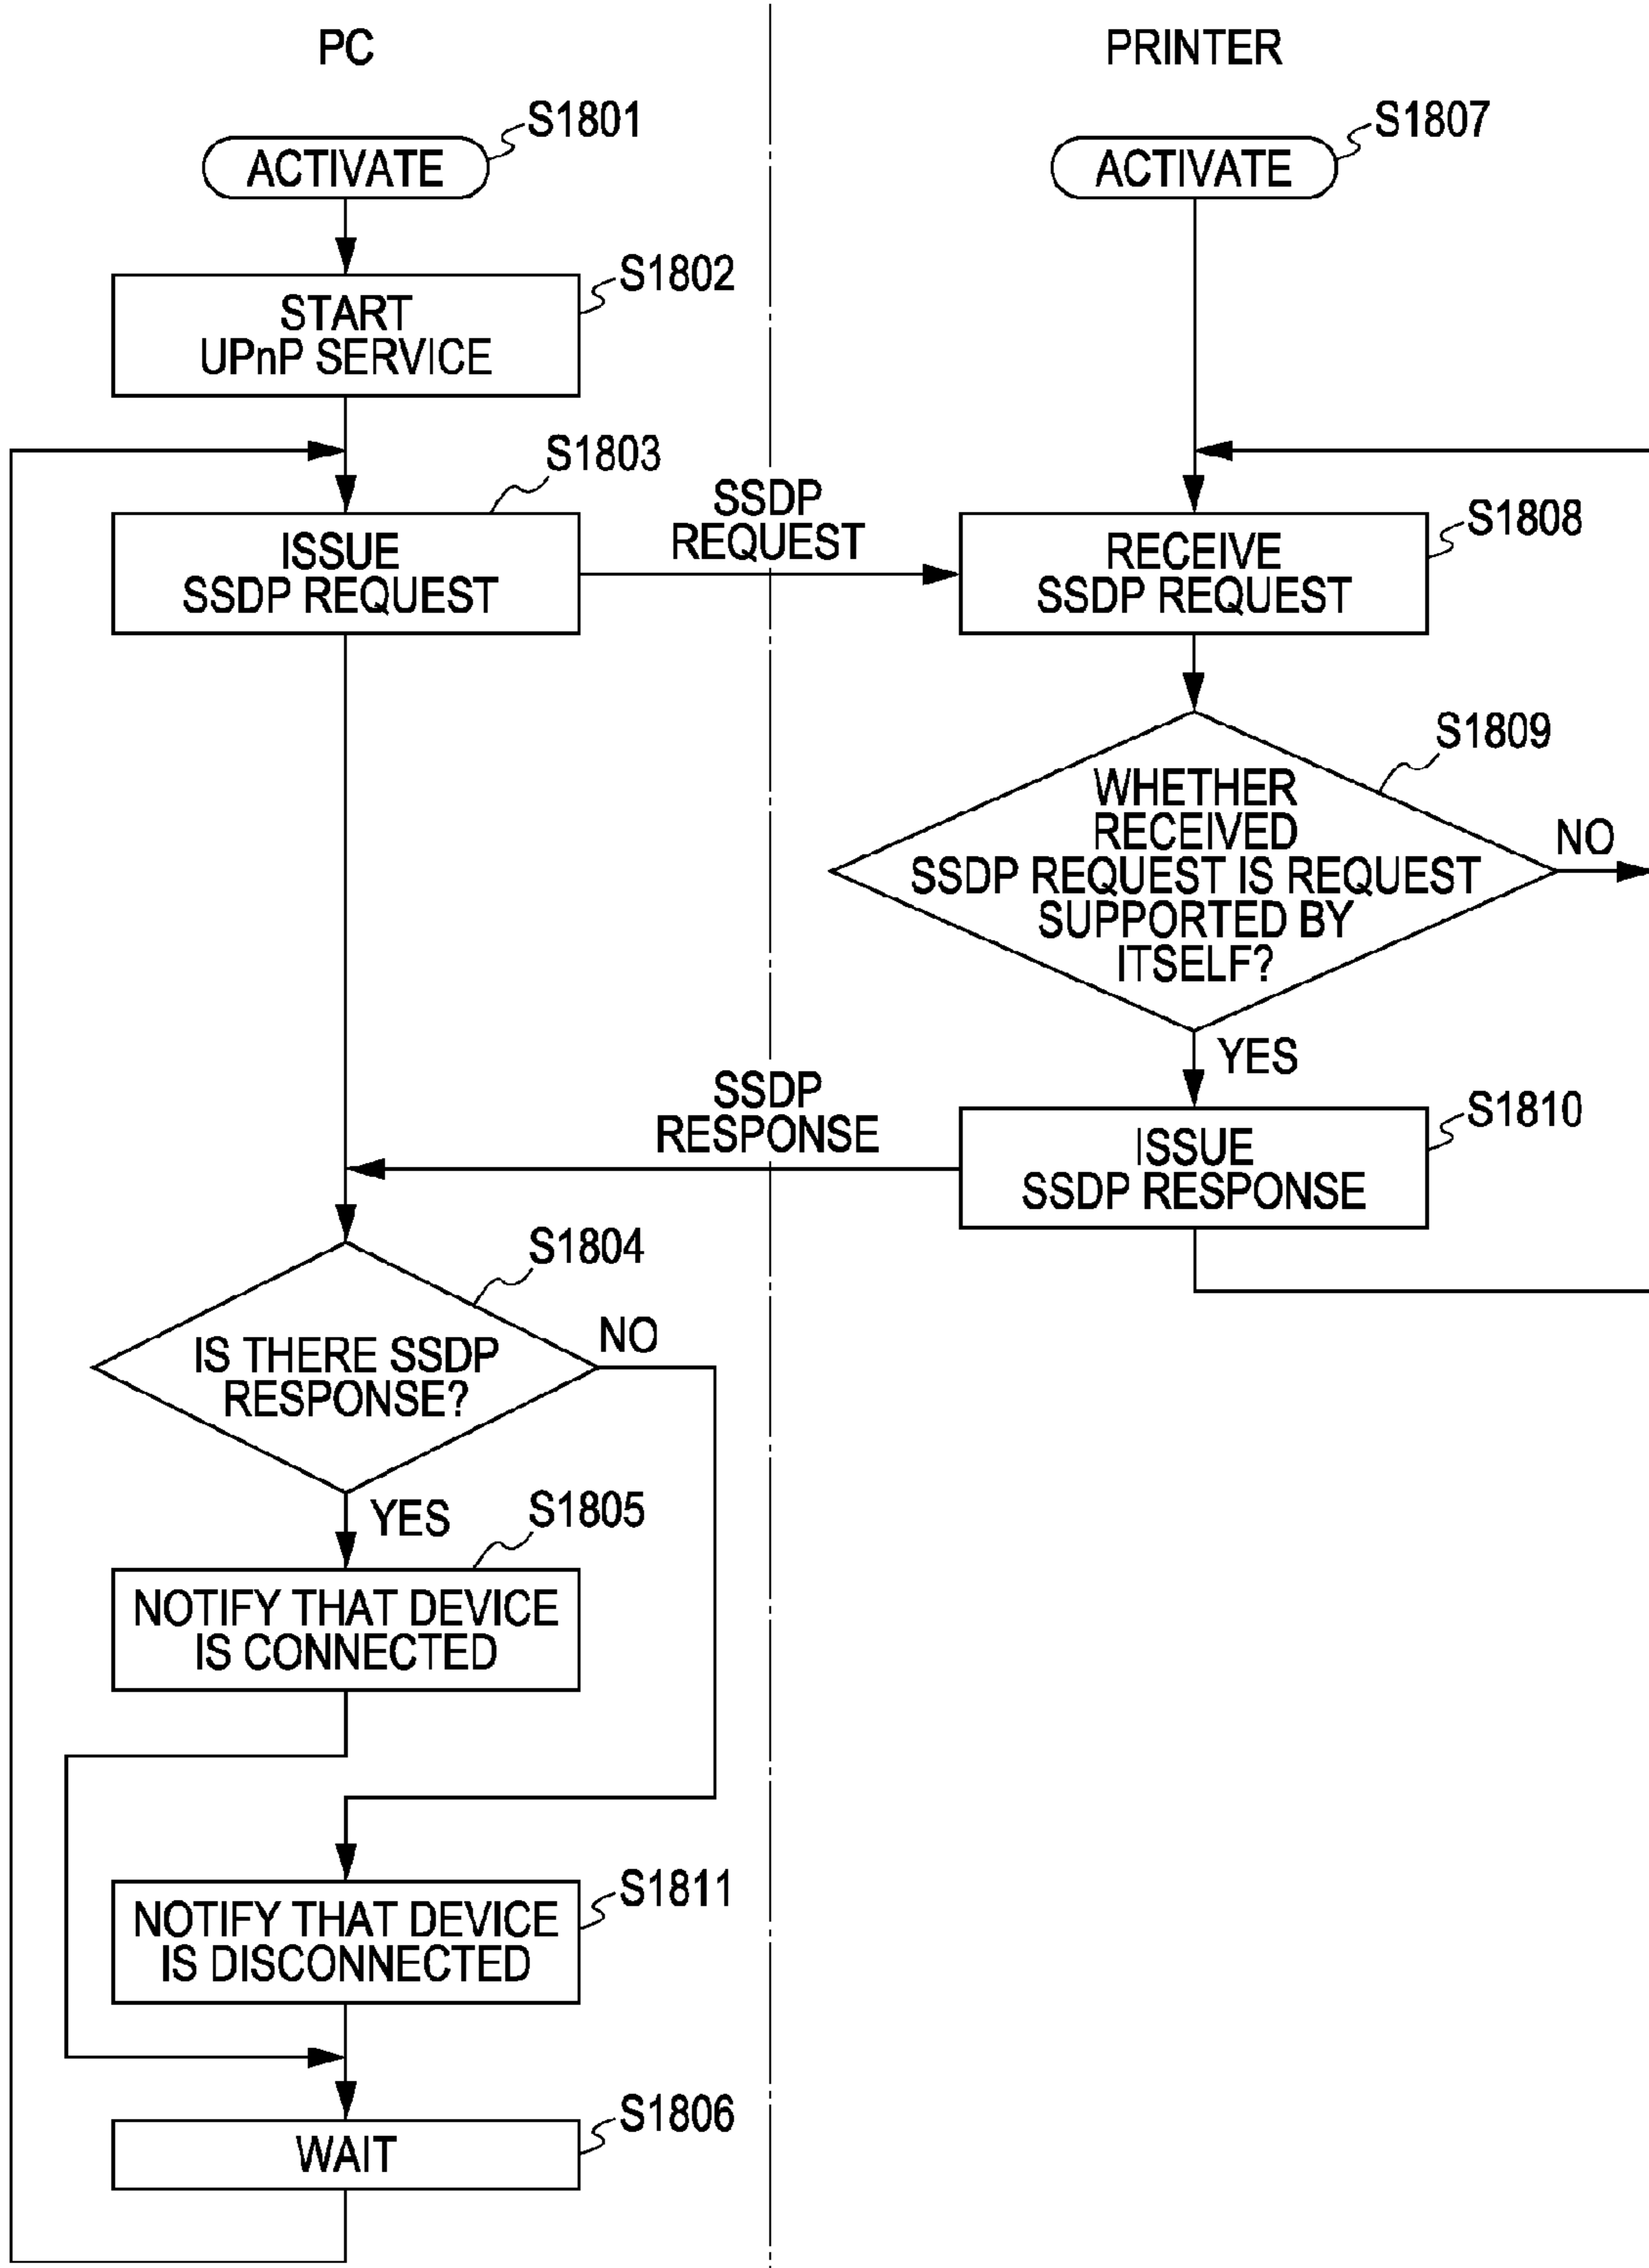 PC
PRINTER
S1801
ACTIVATE
S1807
ACTIVATE
S1802
START
UPnP SERVICE
S1803
ISSUE
SSDP REQUEST
SSDP
REQUEST
S1808
RECEIVE
SSDP REQUEST
S1809
WHETHER
RECEIVED
SSDP REQUEST IS REQUEST
SUPPORTED BY
ITSELF?
NO
YES
SSDP
RESPONSE
S1810
ISSUE
SSDP RESPONSE
S1804
IS THERE SSDP
RESPONSE?
NO
YES
S1805
NOTIFY THAT DEVICE
IS CONNECTED
S1811
NOTIFY THAT DEVICE
IS DISCONNECTED
S1806
WAIT